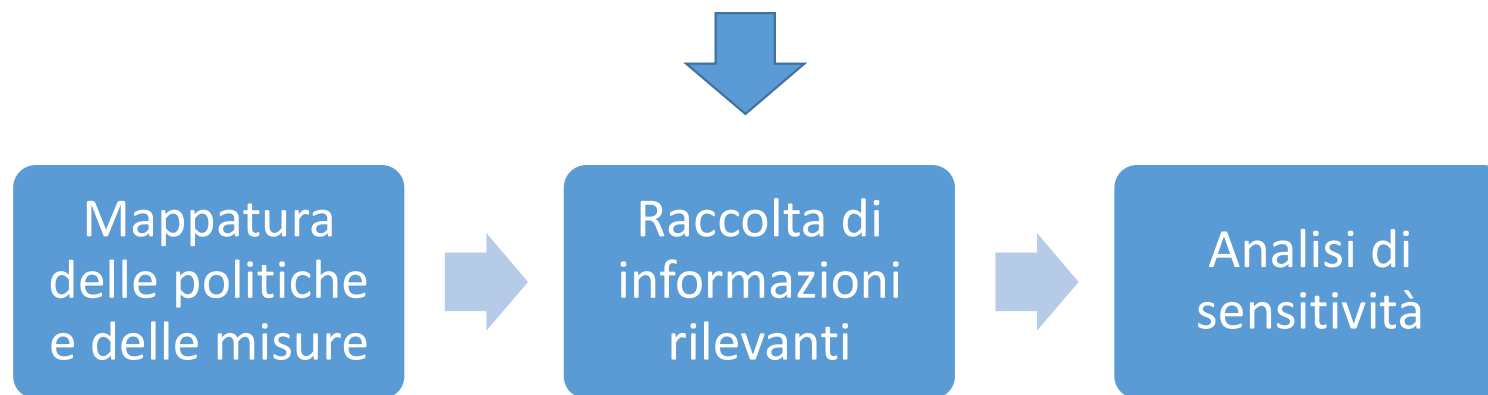 Mappatura
delle politiche
e delle misure
Raccolta di
informazioni
rilevanti
Analisi di
sensitività